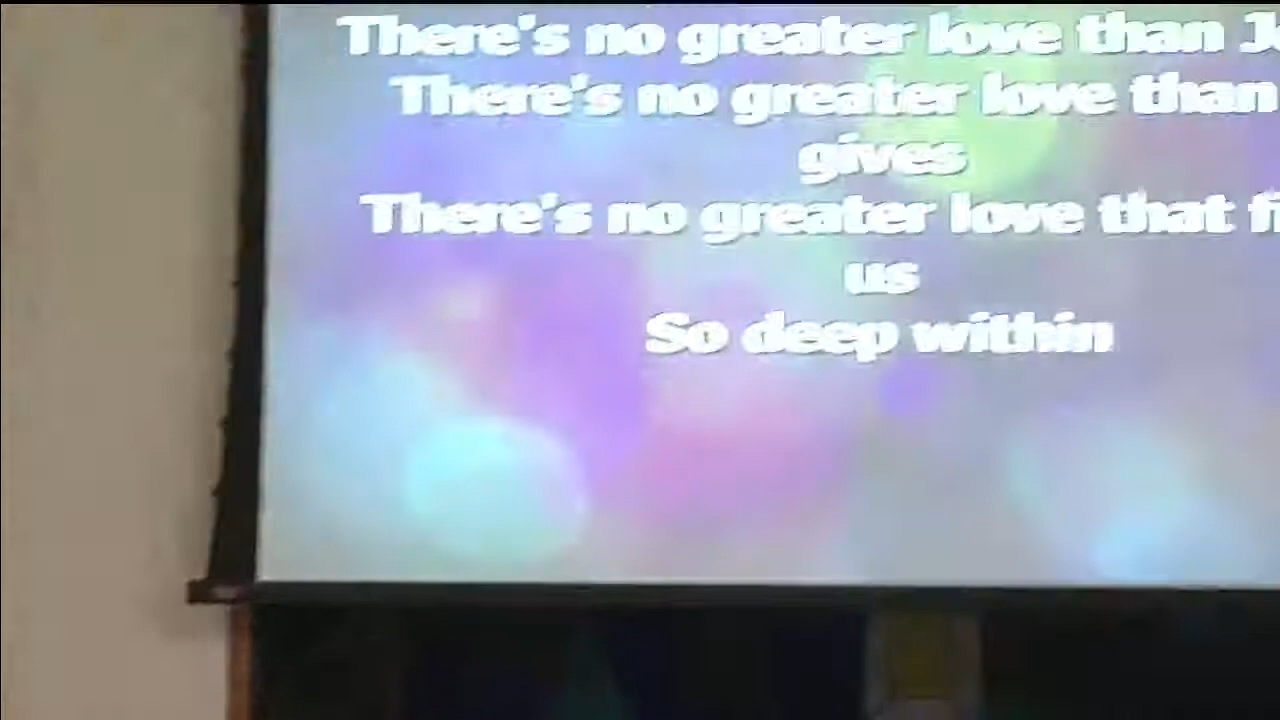 There's no greater love than
There's no greater love than
gives
There's no greater love that
us
So deep within